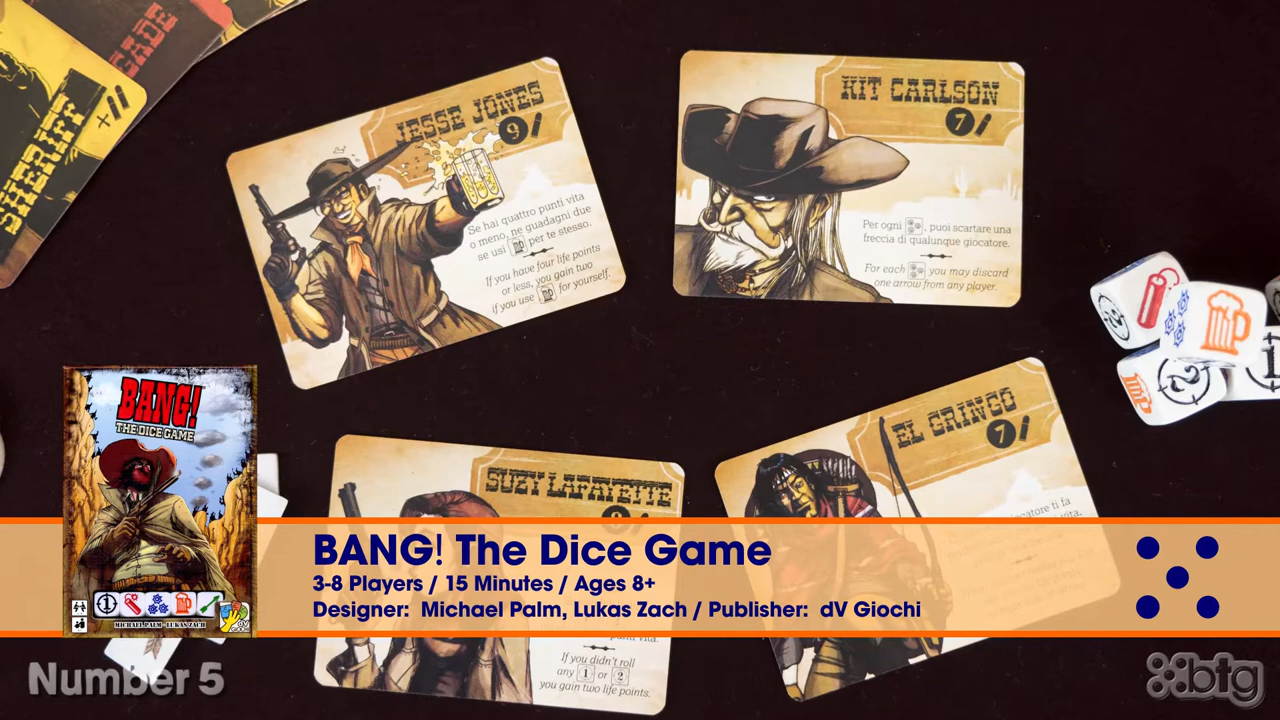 SHERIFF
+2/
JESSE JONES
9/
Se hai quattro punti vita
o meno, ne guadagni due
se usi per te stesso.
If you have four life points
or less, you gain two
if you use for yourself.
KIT CARLSON
7/
Per ogni , puoi scartare una
freccia di qualunque giocatore.
For each you may discard
one arrow from any player.
2
1
BANG!
THE DICE GAME
MICHAEL PALM - LUKAS ZACH
SUZY LAFAYETTE
EL GRINGO
7/
BANG! The Dice Game
3-8 Players / 15 Minutes / Ages 8+
Designer: Michael Palm, Lukas Zach / Publisher: dV Giochi
If you didn't roll
any 1 or 2
you gain two life points.
Number 5
btg